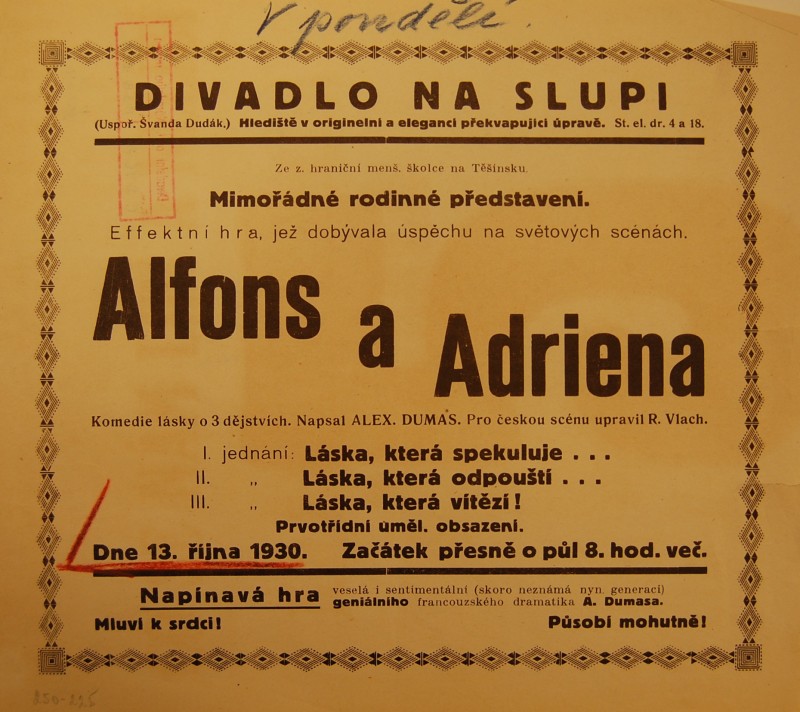 V pondělí.
DIVADLO NA SLUPI
(Uspoř. Švanda Dudák,) Hlediště v originelni a eleganci překvapujíci úpravě. St. el. dr. 4 a 18.
Ze z. hraniční menš. školce na Těšínsku.
Mimořádné rodinné představení.
Effektní hra, jež dobývala úspěchu na světových scénách.
Alfons a Adriena
Komedie lásky o 3 dějstvích. Napsal ALEX. DUMAS. Pro českou scénu upravil R. Vlach.
I. jednání: Láska, která spekuluje . . .
II. „ Láska, která odpouští . . .
III. „ Láska, která vítězí !
Prvotřídní úměl. obsazení.
Dne 13. října 1930. Začátek přesně o půl 8. hod. več.
Napínavá hra veselá i sentimentální (skoro neznámá nyn. generaci)
geniálního francouzského dramatika A. Dumasa.
Mluví k srdci! Působí mohutně!